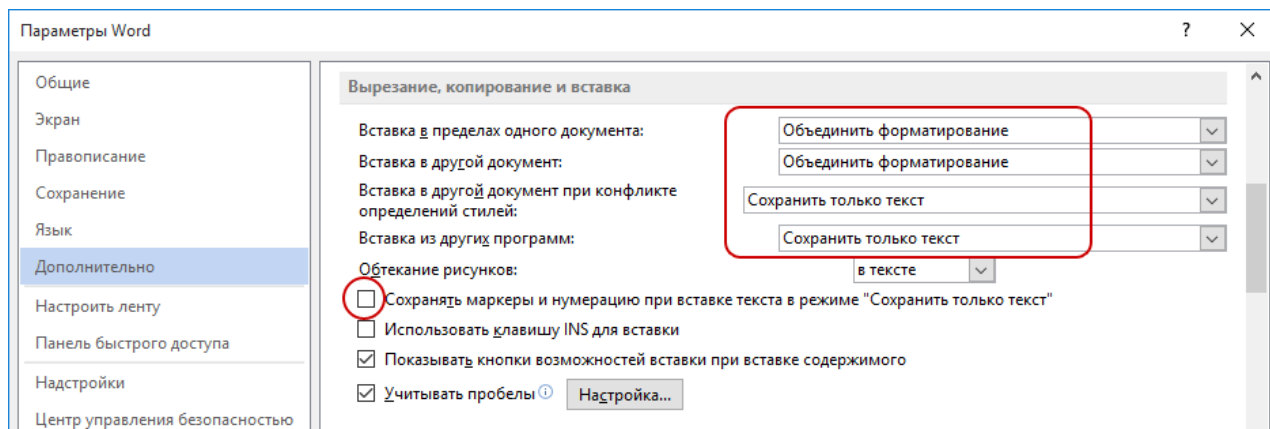 Параметры Word
?
Общие
Экран
Правописание
Сохранение
Язык
Дополнительно
Настроить ленту
Панель быстрого доступа
Надстройки
Центр управления безопасностью
Вырезание, копирование и вставка
Вставка в пределах одного документа: Объединить форматирование
Вставка в другой документ: Объединить форматирование
Вставка в другой документ при конфликте
определений стилей: Сохранить только текст
Вставка из других программ: Сохранить только текст
Обтекание рисунков: в тексте
Сохранять маркеры и нумерацию при вставке текста в режиме "Сохранить только текст"
Использовать клавишу INS для вставки
Показывать кнопки возможностей вставки при вставке содержимого
Учитывать пробелы Настройка...